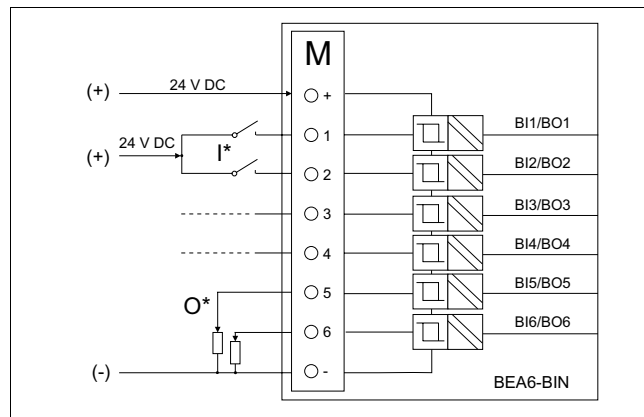 M
(+) 24 V DC +
1 BI1/BO1
(+) 24 V DC I* 2 BI2/BO2
3 BI3/BO3
4 BI4/BO4
O* 5 BI5/BO5
6 BI6/BO6
(-) -
BEA6-BIN